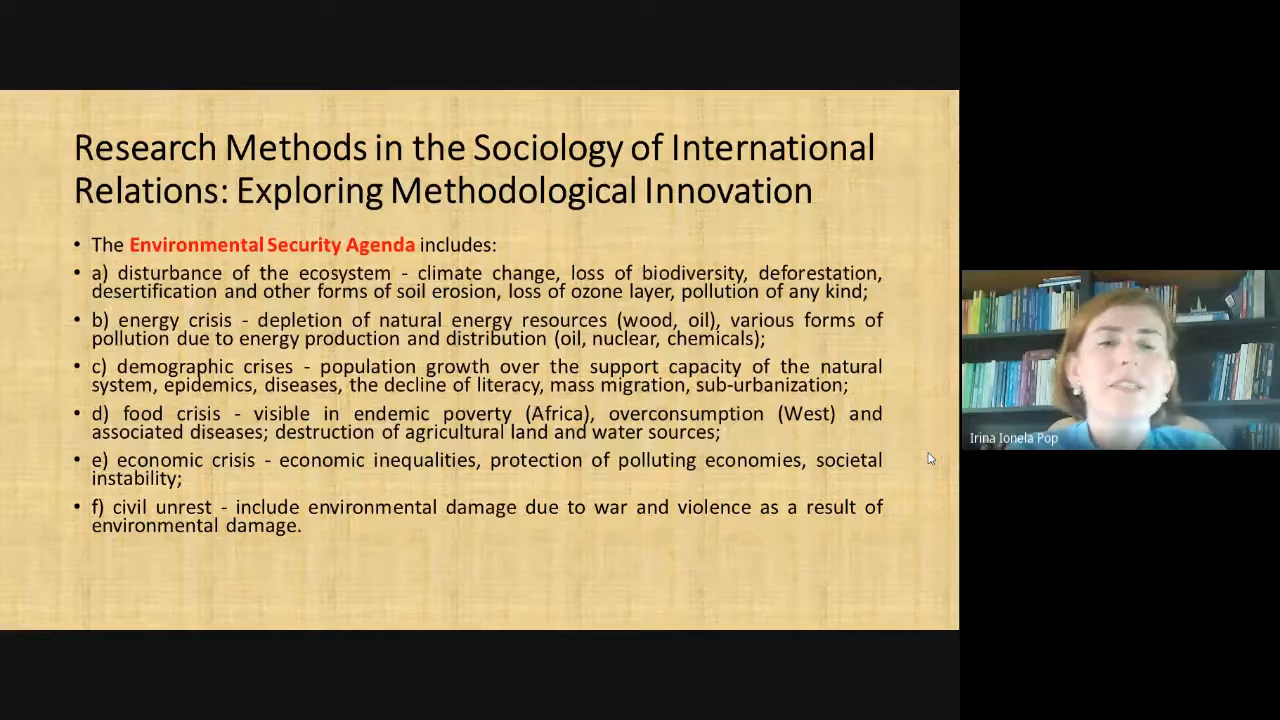 Research Methods in the Sociology of International
Relations: Exploring Methodological Innovation
• The Environmental Security Agenda includes:
• a) disturbance of the ecosystem - climate change, loss of biodiversity, deforestation,
desertification and other forms of soil erosion, loss of ozone layer, pollution of any kind;
• b) energy crisis - depletion of natural energy resources (wood, oil), various forms of
pollution due to energy production and distribution (oil, nuclear, chemicals);
• c) demographic crises - population growth over the support capacity of the natural
system, epidemics, diseases, the decline of literacy, mass migration, sub-urbanization;
• d) food crisis - visible in endemic poverty (Africa), overconsumption (West) and
associated diseases; destruction of agricultural land and water sources;
• e) economic crisis - economic inequalities, protection of polluting economies, societal
instability;
• f) civil unrest - include environmental damage due to war and violence as a result of
environmental damage.
Irina Ionela Pop